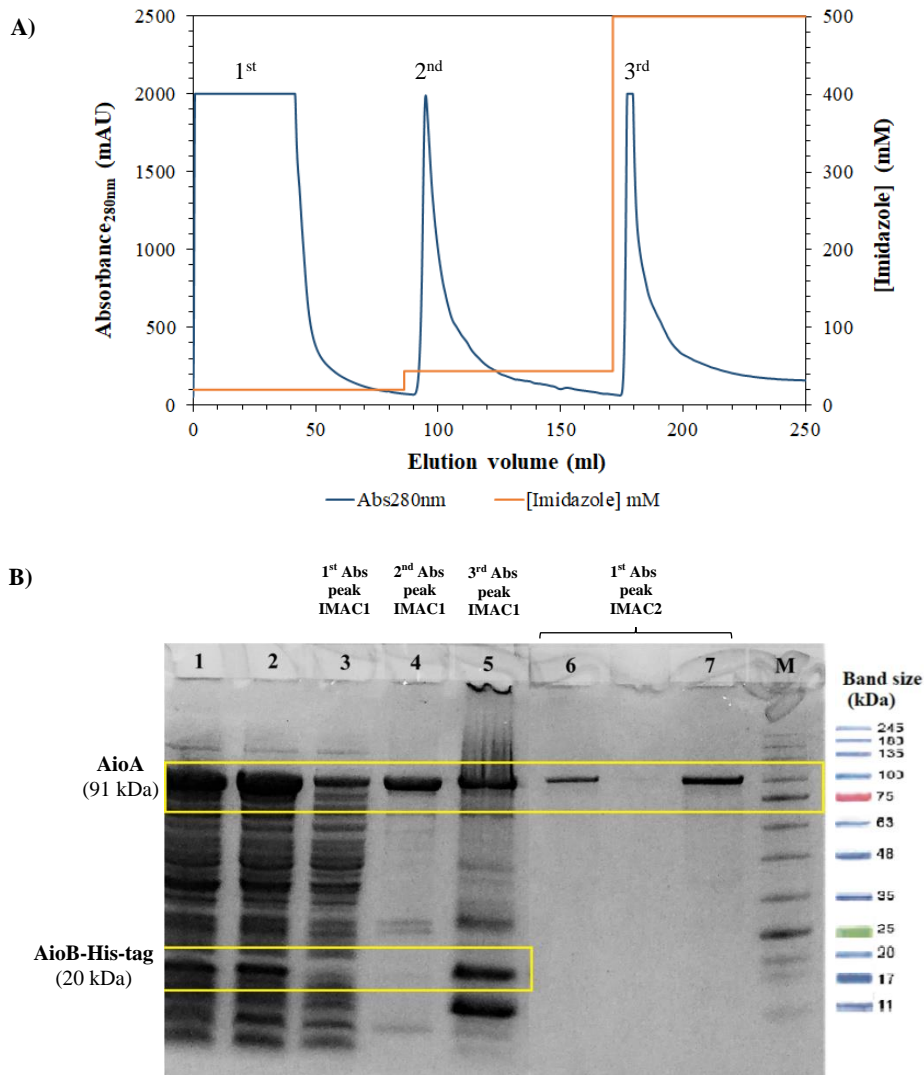 A)
2500
2000
1500
1000
500
0
Absorbance280nm (mAU)
1st
2nd
3rd
500
400
300
200
100
0
[Imidazole] (mM)
0
50
100
150
200
250
Elution volume (ml)
Abs280nm
[Imidazole] mM
B)
1st Abs
peak
IMAC1
2nd Abs
peak
IMAC1
3rd Abs
peak
IMAC1
1st Abs
peak
IMAC2
1 2 3 4 5 6 7 M
Band size
(kDa)
AioA
(91 kDa)
AioB-His-tag
(20 kDa)
245
180
135
100
75
63
48
35
25
20
17
11